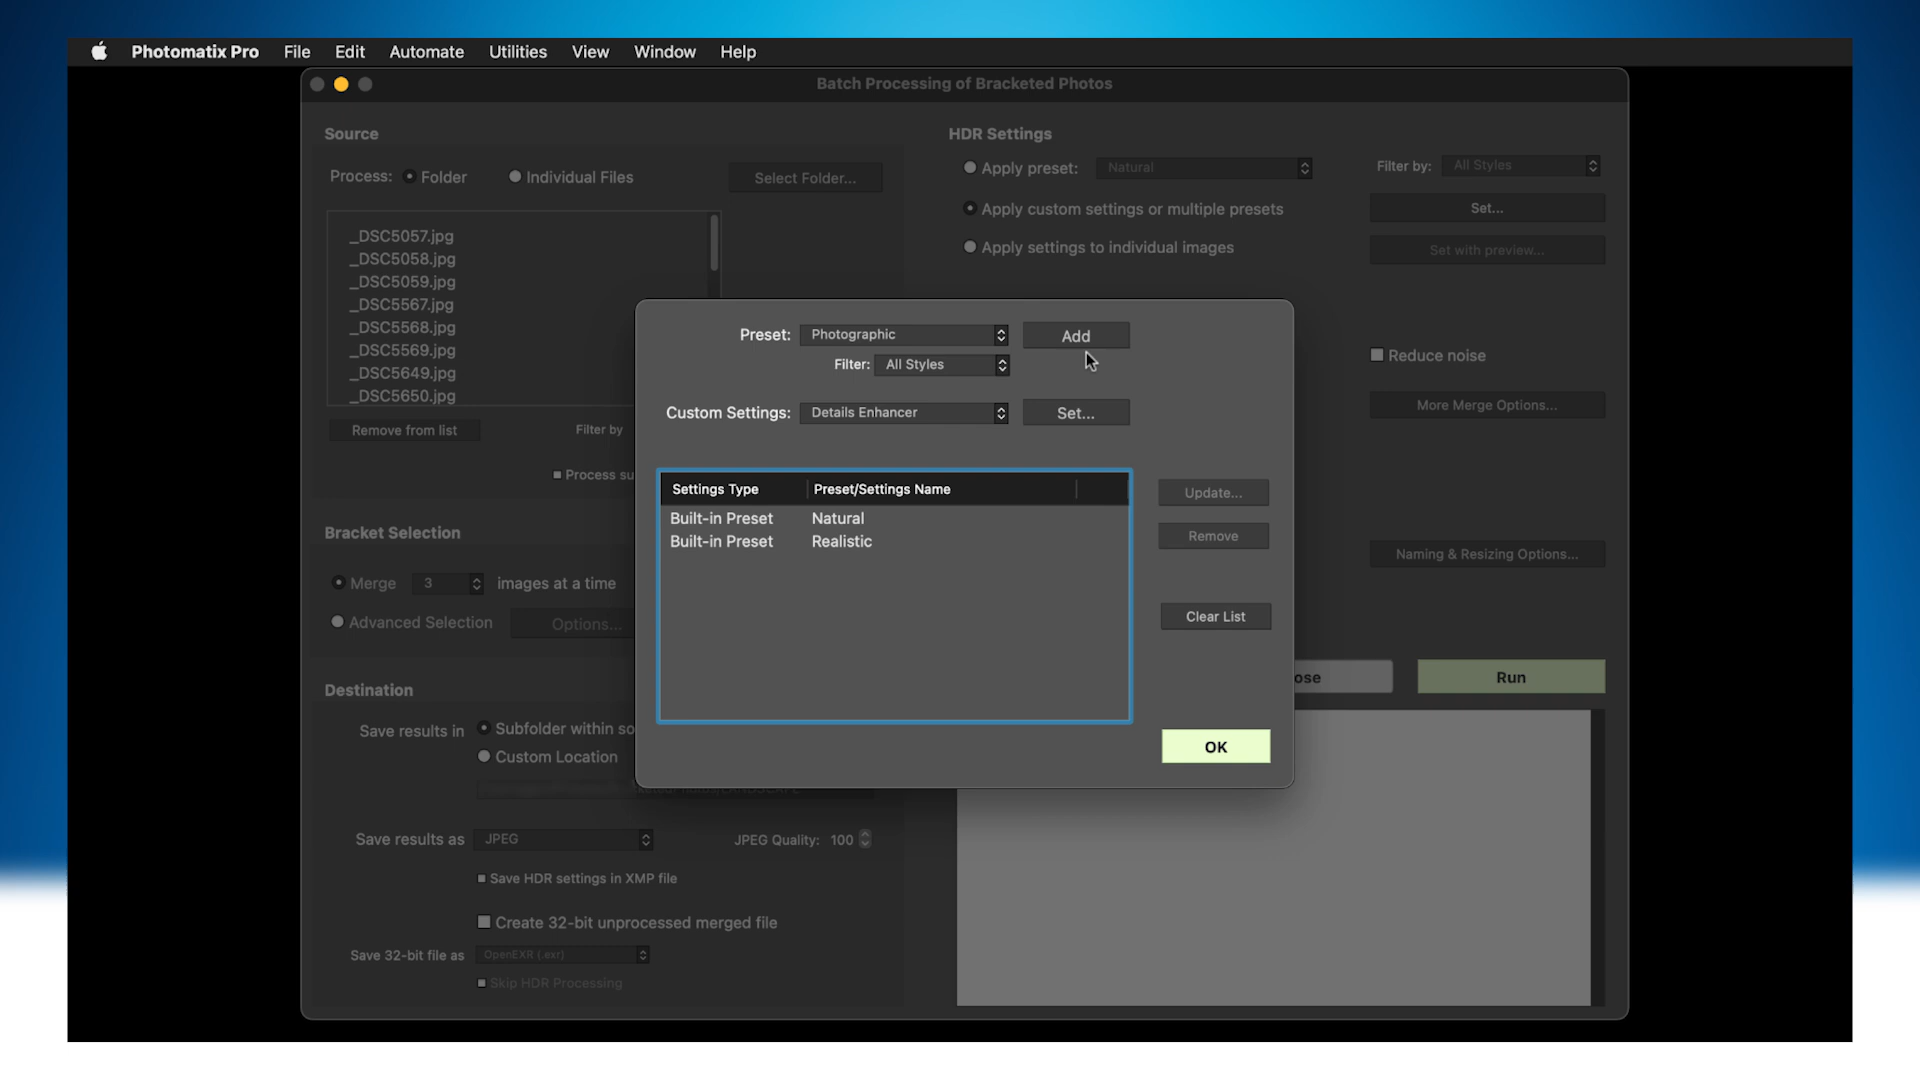 Photomatix Pro File Edit Automate Utilities View Window Help
Batch Processing of Bracketed Photos
Source
Process: Folder Individual Files Select Folder...
_DSC5057.jpg
_DSC5058.jpg
_DSC5059.jpg
_DSC5567.jpg
_DSC5568.jpg
_DSC5569.jpg
_DSC5649.jpg
_DSC5650.jpg
Remove from list Filter by
Process su
HDR Settings
Apply preset: Natural Filter by: All Styles
Apply custom settings or multiple presets Set...
Apply settings to individual images Set with preview...
Reduce noise
More Merge Options...
Naming & Resizing Options...
Preset: Photographic Add
Filter: All Styles
Custom Settings: Details Enhancer Set...
Settings Type Preset/Settings Name
Built-in Preset Natural
Built-in Preset Realistic
Update...
Remove
Clear List
OK
Bracket Selection
Merge 3 images at a time
Advanced Selection Options...
ose Run
Destination
Save results in Subfolder within so
Custom Location
Save results as JPEG JPEG Quality: 100
Save HDR settings in XMP file
Create 32-bit unprocessed merged file
Save 32-bit file as OpenEXR (.exr)
Skip HDR Processing